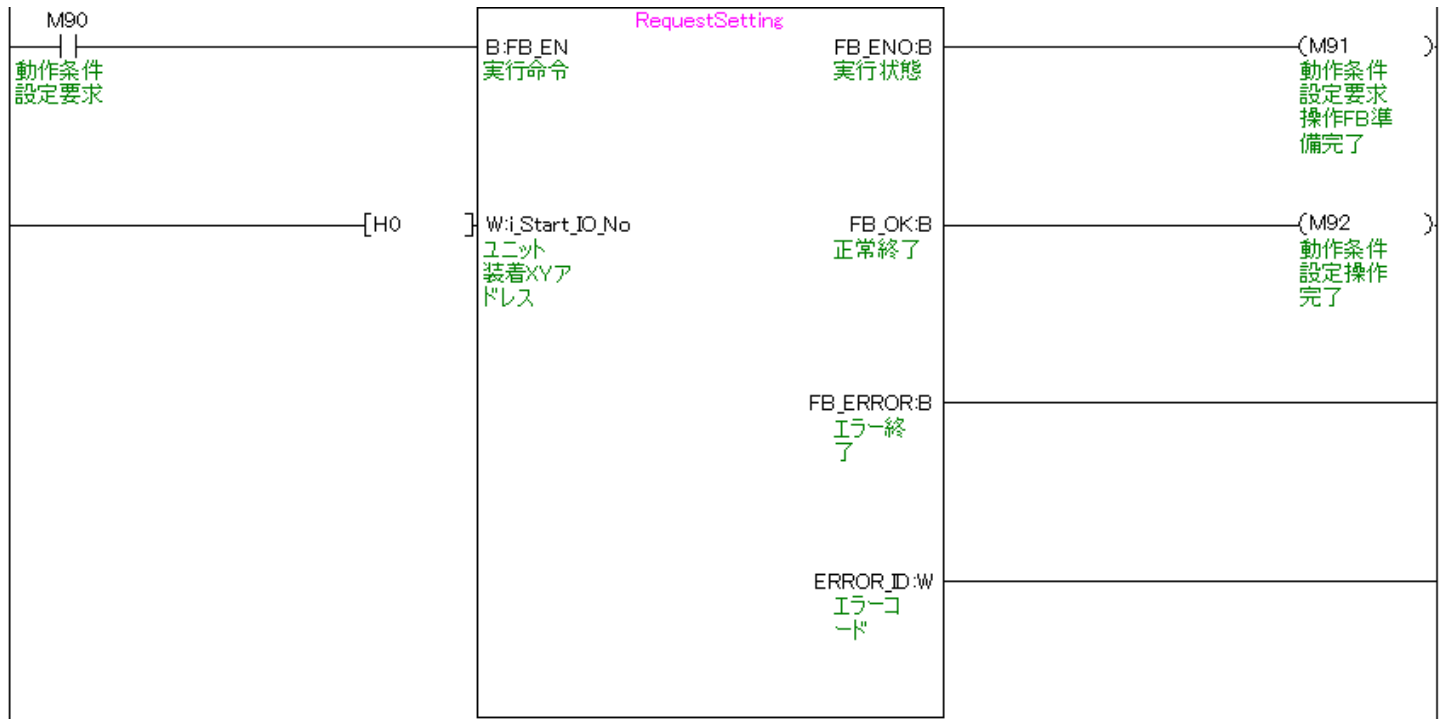 M90
RequestSetting
B:FB_EN
FB_ENO:B
(M91 )
動作条件
設定要求
実行命令
実行状態
動作条件
設定要求
操作FB準
備完了
[H0 ]
W:i_Start_IO_No
FB_OK:B
(M92 )
ユニット
装着XYア
ドレス
正常終了
動作条件
設定操作
完了
FB_ERROR:B
エラー終
了
ERROR_ID:W
エラーコ
ード